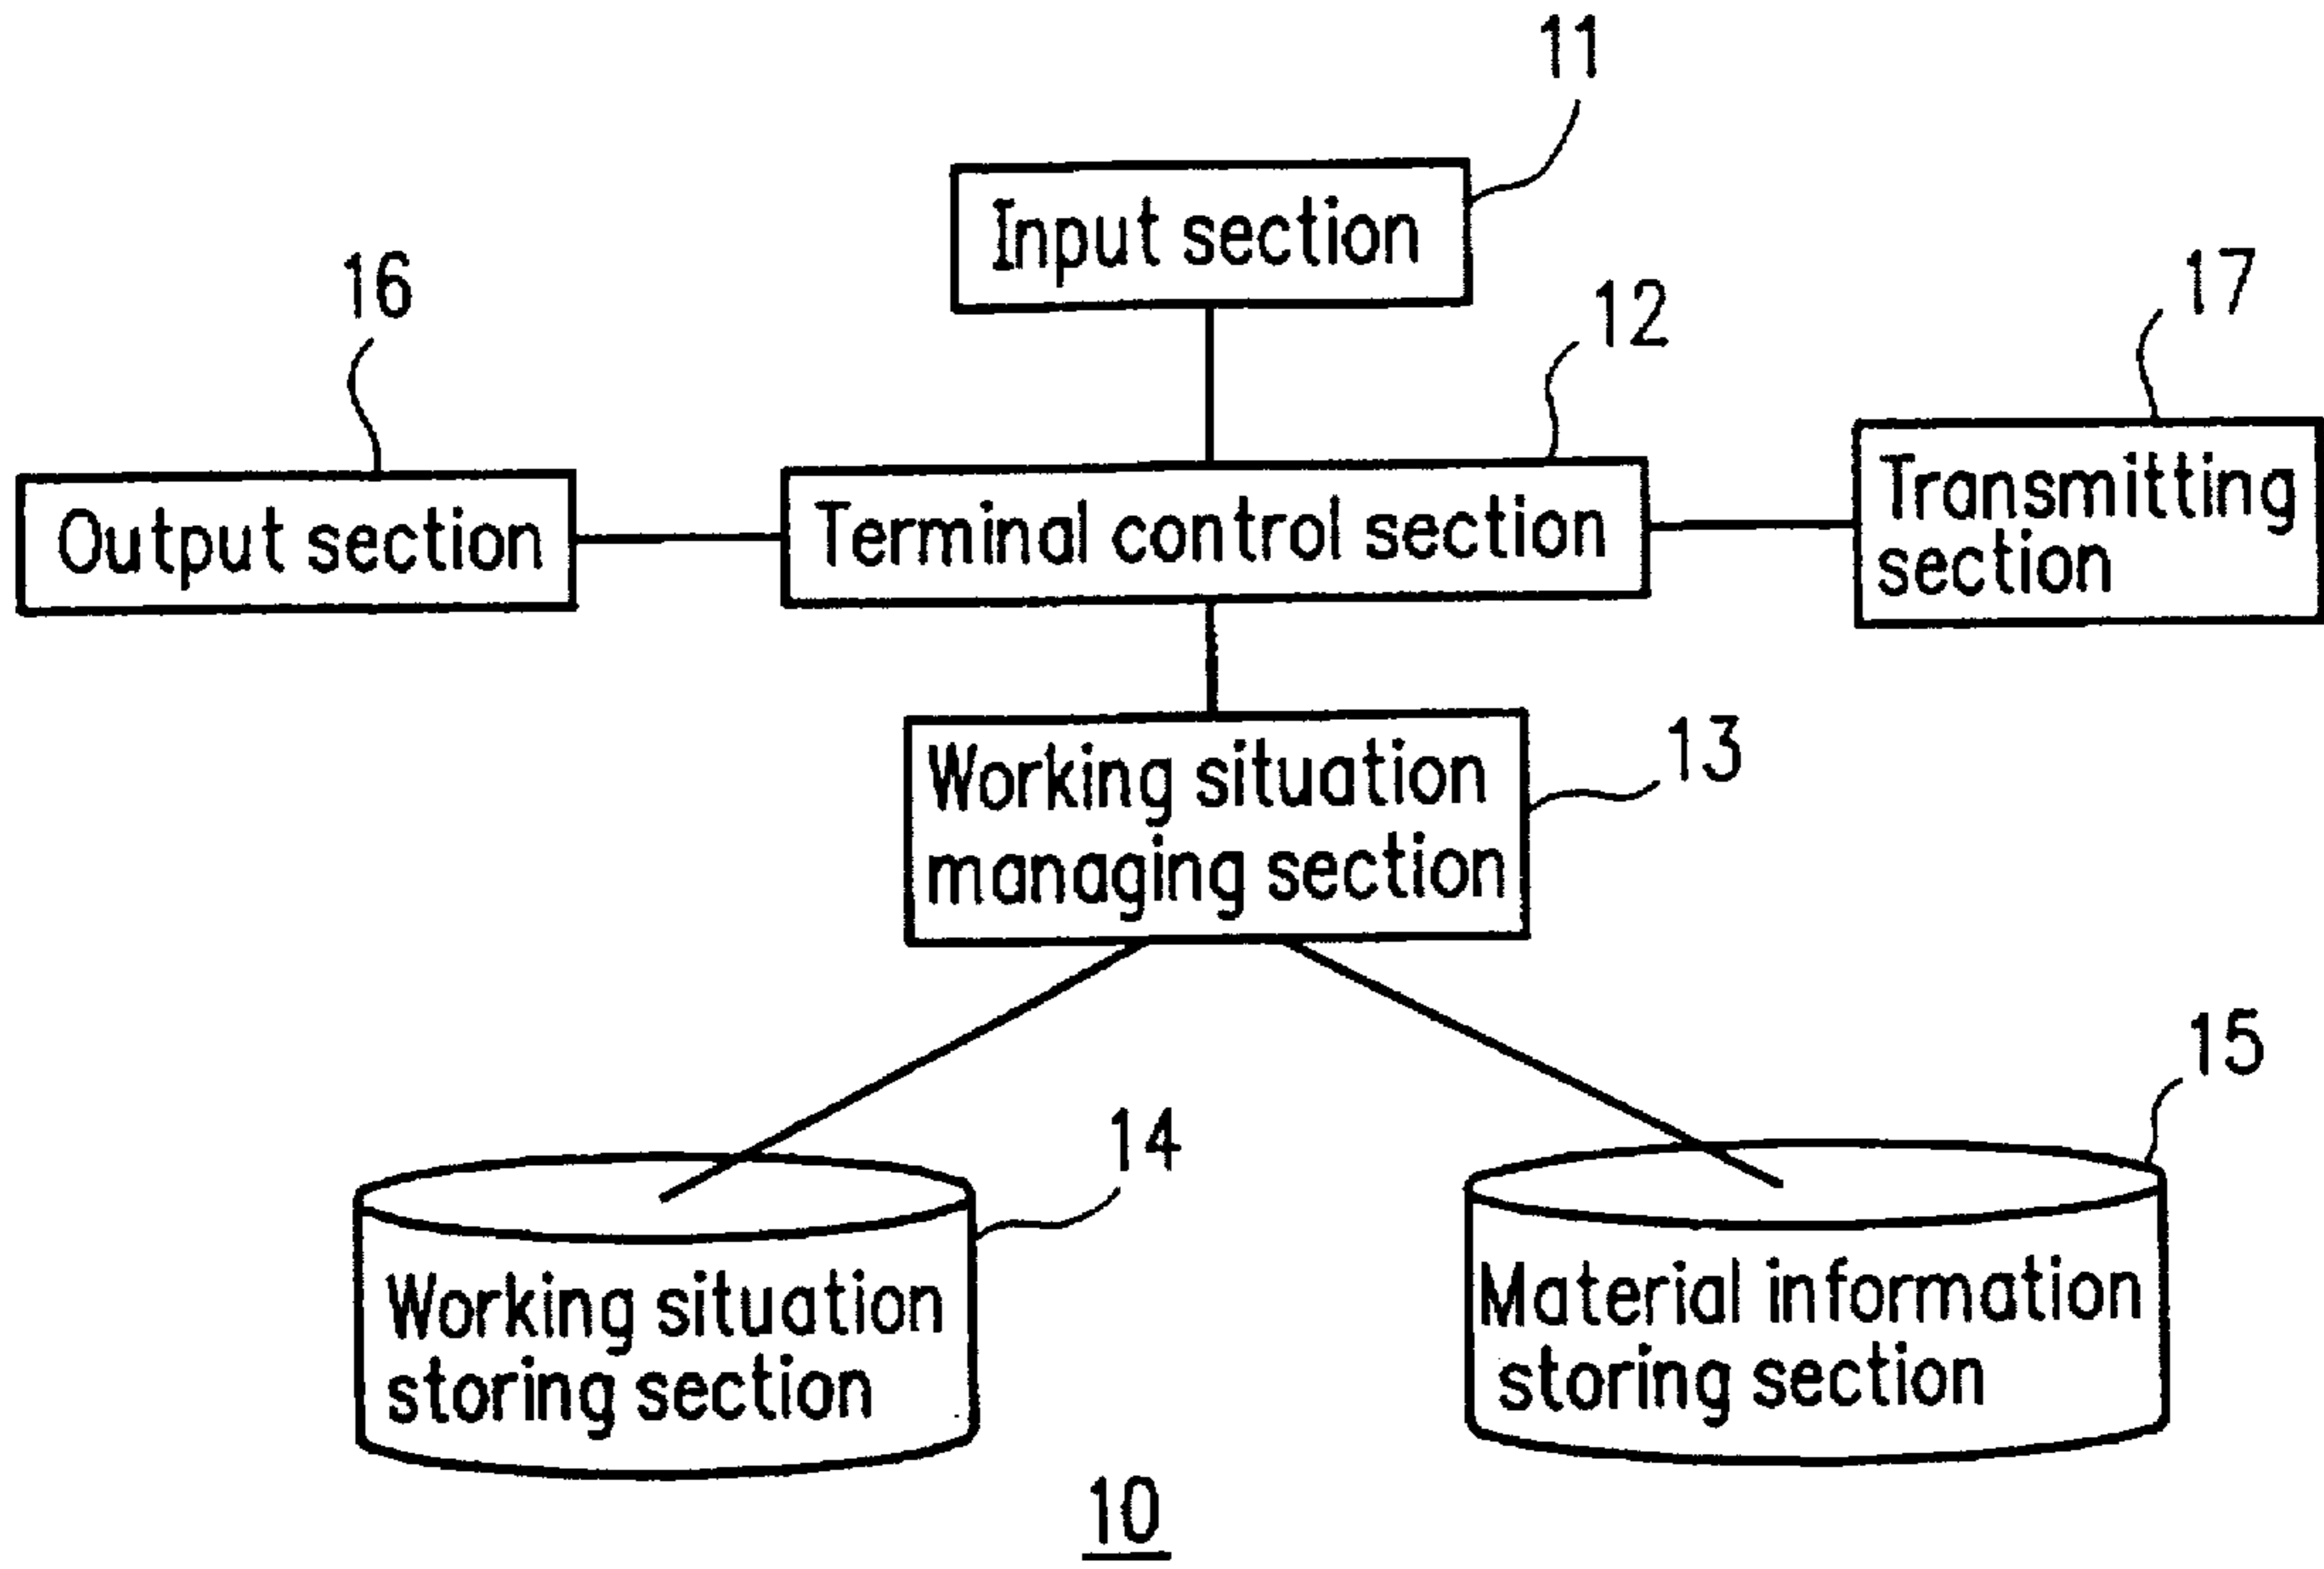 11
Input section
16
12
17
Output section
Terminal control section
Transmitting
section
Working situation
managing section
13
14
15
Working situation
storing section
Material information
storing section
10